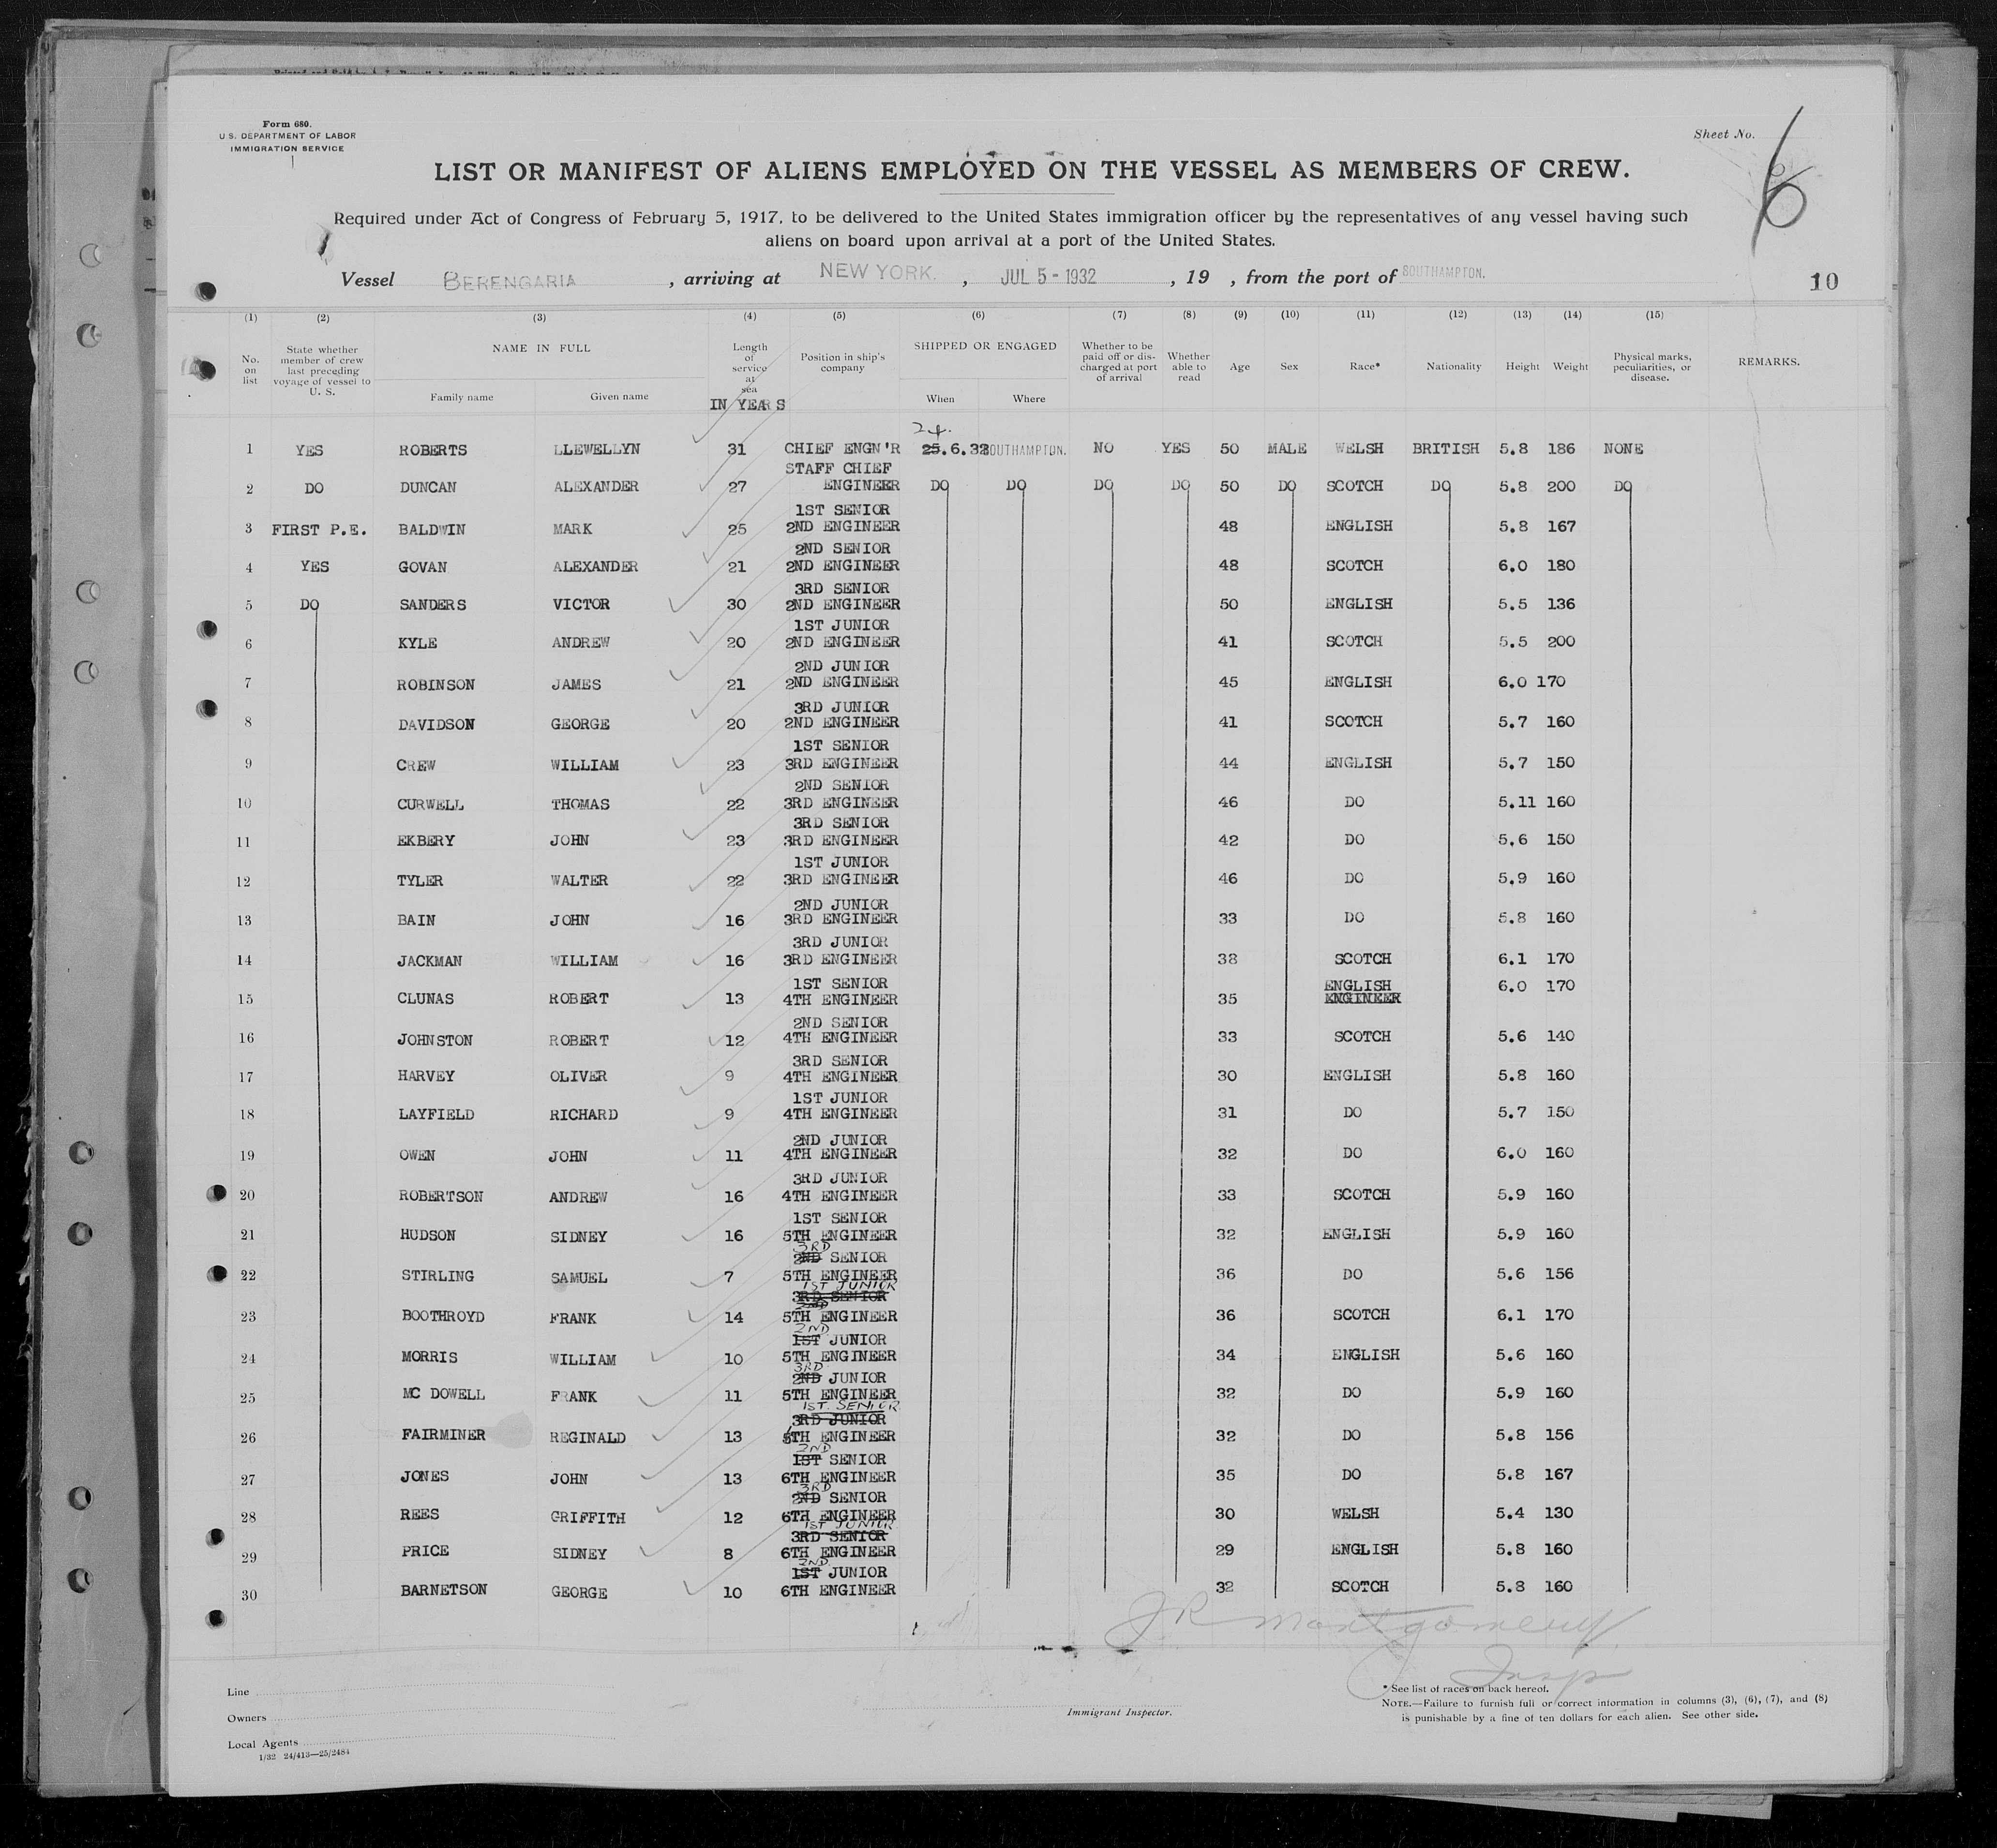 Form 680.
U.S. DEPARTMENT OF LABOR
IMMIGRATION SERVICE
Sheet No. 6
LIST OR MANIFEST OF ALIENS EMPLOYED ON THE VESSEL AS MEMBERS OF CREW.
Required under Act of Congress of February 5, 1917, to be delivered to the United States immigration officer by the representatives of any vessel having such
aliens on board upon arrival at a port of the United States.
Vessel BERENGARIA, arriving at NEW YORK., JUL 5 - 1932, 19 , from the port of SOUTHAMPTON. 10
(1) (2) (3) (4) (5) (6) (7) (8) (9) (10) (11) (12) (13) (14) (15)
No. on list
State whether member of crew last preceding voyage of vessel to U. S.
NAME IN FULL
Family name Given name
Length of service at sea
IN YEARS
Position in ship's company
SHIPPED OR ENGAGED
When Where
Whether to be paid off or discharged at port of arrival
Whether able to read
Age Sex Race* Nationality Height Weight
Physical marks, peculiarities, or disease.
REMARKS.
24.
1 YES ROBERTS LLEWELLYN 31 CHIEF ENGN'R 25.6.32 SOUTHAMPTON. NO YES 50 MALE WELSH BRITISH 5.8 186 NONE
STAFF CHIEF
2 DO DUNCAN ALEXANDER 27 ENGINEER DO DO DO DO 50 DO SCOTCH DO 5.8 200 DO
1ST SENIOR
3 FIRST P.E. BALDWIN MARK 25 2ND ENGINEER 48 ENGLISH 5.8 167
2ND SENIOR
4 YES GOVAN ALEXANDER 21 2ND ENGINEER 48 SCOTCH 6.0 180
3RD SENIOR
5 DO SANDERS VICTOR 30 2ND ENGINEER 50 ENGLISH 5.5 136
1ST JUNIOR
6 KYLE ANDREW 20 2ND ENGINEER 41 SCOTCH 5.5 200
2ND JUNIOR
7 ROBINSON JAMES 21 2ND ENGINEER 45 ENGLISH 6.0 170
3RD JUNIOR
8 DAVIDSON GEORGE 20 2ND ENGINEER 41 SCOTCH 5.7 160
1ST SENIOR
9 CREW WILLIAM 23 3RD ENGINEER 44 ENGLISH 5.7 150
2ND SENIOR
10 CURWELL THOMAS 22 3RD ENGINEER 46 DO 5.11 160
3RD SENIOR
11 EKBERY JOHN 23 3RD ENGINEER 42 DO 5.6 150
1ST JUNIOR
12 TYLER WALTER 22 3RD ENGINEER 46 DO 5.9 160
2ND JUNIOR
13 BAIN JOHN 16 3RD ENGINEER 33 DO 5.8 160
3RD JUNIOR
14 JACKMAN WILLIAM 16 3RD ENGINEER 38 SCOTCH 6.1 170
1ST SENIOR ENGLISH 6.0 170
15 CLUNAS ROBERT 13 4TH ENGINEER 35 ENGINEER
2ND SENIOR
16 JOHNSTON ROBERT 12 4TH ENGINEER 33 SCOTCH 5.6 140
3RD SENIOR
17 HARVEY OLIVER 9 4TH ENGINEER 30 ENGLISH 5.8 160
1ST JUNIOR
18 LAYFIELD RICHARD 9 4TH ENGINEER 31 DO 5.7 150
2ND JUNIOR
19 OWEN JOHN 11 4TH ENGINEER 32 DO 6.0 160
3RD JUNIOR
20 ROBERTSON ANDREW 16 4TH ENGINEER 33 SCOTCH 5.9 160
1ST SENIOR
21 HUDSON SIDNEY 16 5TH ENGINEER 32 ENGLISH 5.9 160
3RD
2ND SENIOR
22 STIRLING SAMUEL 7 5TH ENGINEER 36 DO 5.6 156
1ST JUNIOR
3RD SENIOR
2ND
23 BOOTHROYD FRANK 14 5TH ENGINEER 36 SCOTCH 6.1 170
2ND
1ST JUNIOR
24 MORRIS WILLIAM 10 5TH ENGINEER 34 ENGLISH 5.6 160
3RD
2ND JUNIOR
25 MC DOWELL FRANK 11 5TH ENGINEER 32 DO 5.9 160
1ST. SENIOR
3RD JUNIOR
26 FAIRMINER REGINALD 13 6TH ENGINEER 32 DO 5.8 156
2ND
1ST SENIOR
27 JONES JOHN 13 6TH ENGINEER 35 DO 5.8 167
3RD
2ND SENIOR
28 REES GRIFFITH 12 6TH ENGINEER 30 WELSH 5.4 130
1ST JUNIOR
3RD SENIOR
29 PRICE SIDNEY 8 6TH ENGINEER 29 ENGLISH 5.8 160
2ND
1ST JUNIOR
30 BARNETSON GEORGE 10 6TH ENGINEER 32 SCOTCH 5.8 160
JR Montgomery
Insp
Line
Owners
Local Agents
1/32 24/413—25/2484
Immigrant Inspector.
* See list of races on back hereof.
NOTE.—Failure to furnish full or correct information in columns (3), (6), (7), and (8)
is punishable by a fine of ten dollars for each alien. See other side.